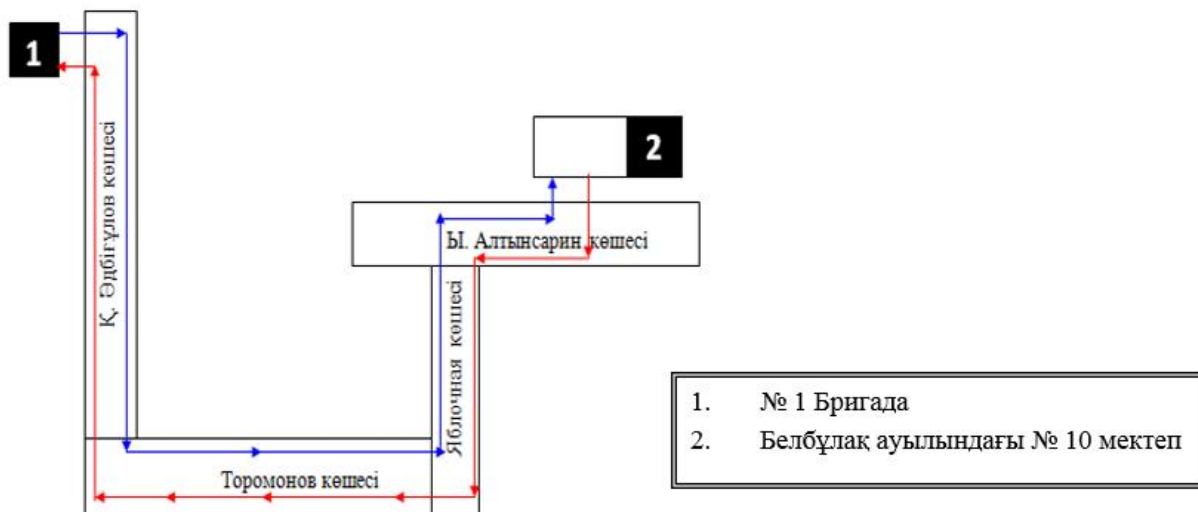 1
Қ. Әдбіғұлов көшесі
2
Ы. Алтынсарин көшесі
Яблочная көшесі
Торомонов көшесі
1. № 1 Бригада
2. Белбұлақ ауылындағы № 10 мектеп